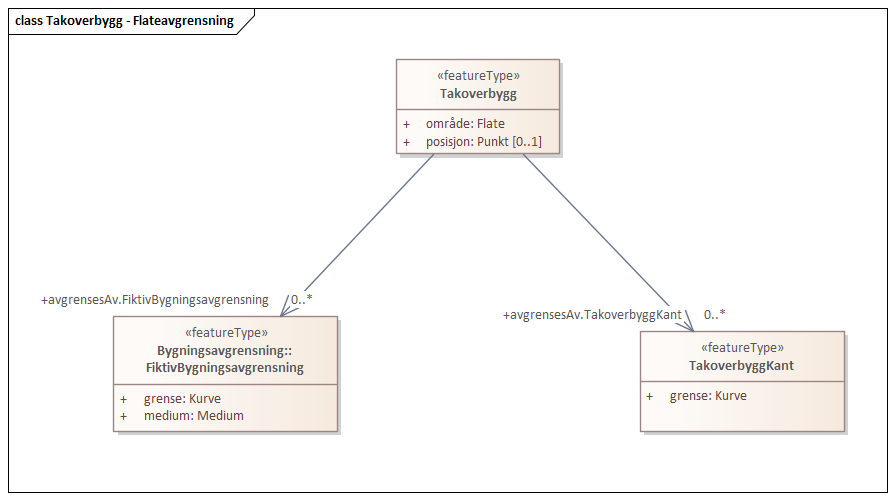 class Takoverbygg - Flateavgrensning
«featureType»
Takoverbygg
+ område: Flate
+ posisjon: Punkt [0..1]
+avgrensesAv.FiktivBygningsavgrensning 0..*
+avgrensesAv.TakoverbyggKant 0..*
«featureType»
Bygningsavgrensning::
FiktivBygningsavgrensning
+ grense: Kurve
+ medium: Medium
«featureType»
TakoverbyggKant
+ grense: Kurve